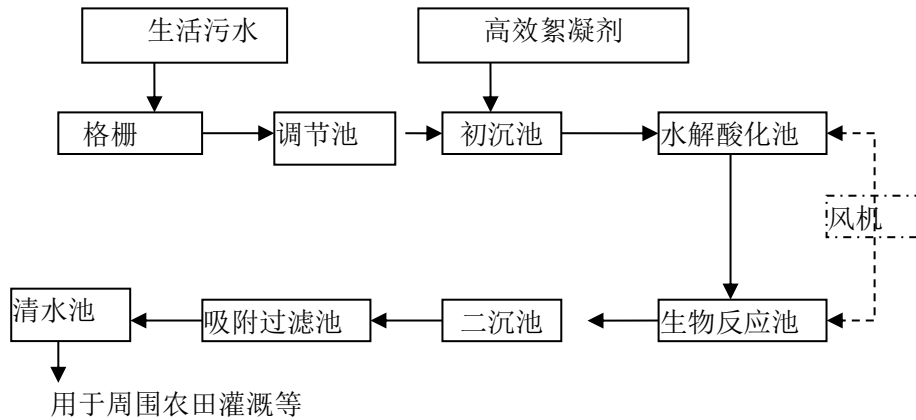 生活污水
高效絮凝剂
格栅
调节池
初沉池
水解酸化池
风机
清水池
吸附过滤池
二沉池
生物反应池
用于周围农田灌溉等